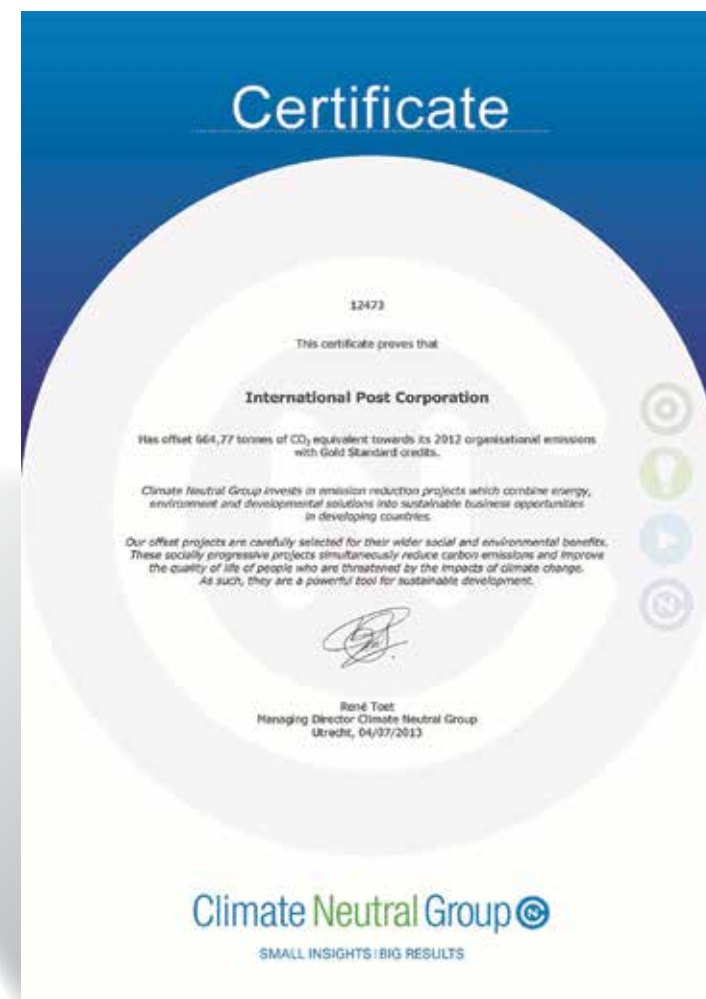 Certificate
12473
This certificate proves that
International Post Corporation
Has offset 664,77 tonnes of CO₂ equivalent towards its 2012 organisational emissions
with Gold Standard credits.
Climate Neutral Group invests in emission reduction projects which combine energy,
environment and developmental solutions into sustainable business opportunities
in developing countries.
Our offset projects are carefully selected for their wider social and environmental benefits.
These socially progressive projects simultaneously reduce carbon emissions and improve
the quality of life of people who are threatened by the impacts of climate change.
As such, they are a powerful tool for sustainable development.
René Toet
Managing Director Climate Neutral Group
Utrecht, 04/07/2013
Climate Neutral Group
SMALL INSIGHTS | BIG RESULTS